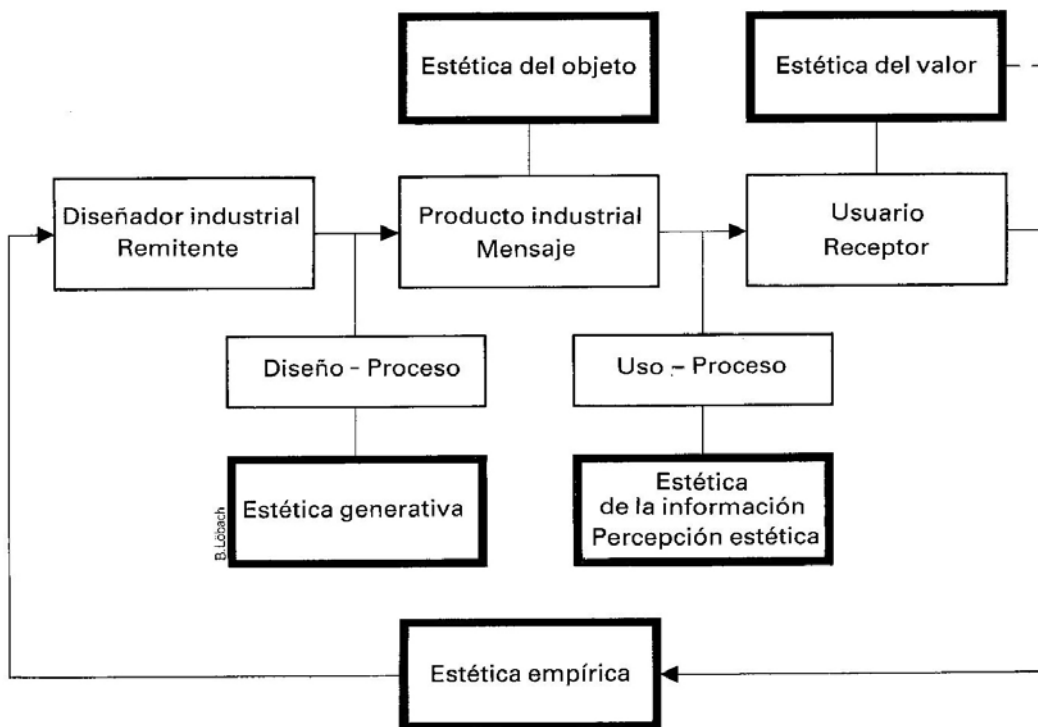 Estética del objeto
Estética del valor
Diseñador industrial
Remitente
Producto industrial
Mensaje
Usuario
Receptor
Diseño - Proceso
Uso - Proceso
Estética generativa
B.Löbach
Estética
de la información
Percepción estética
Estética empírica